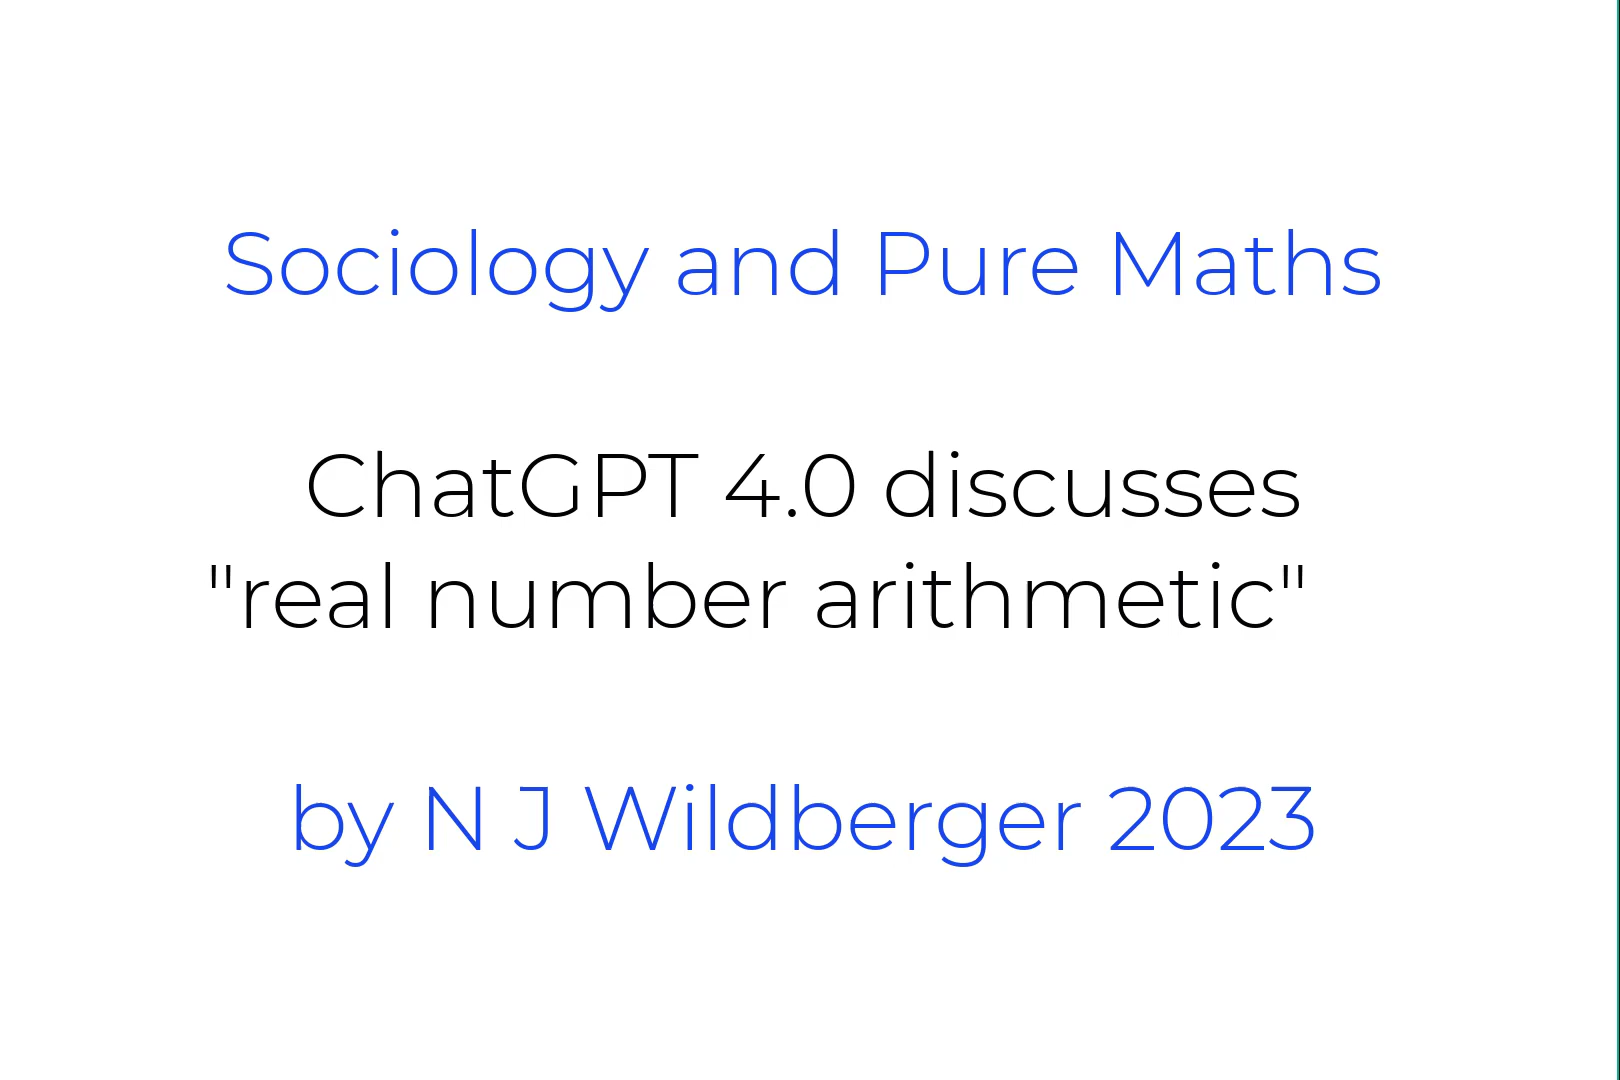 Sociology and Pure Maths
ChatGPT 4.0 discusses
"real number arithmetic"
by N J Wildberger 2023